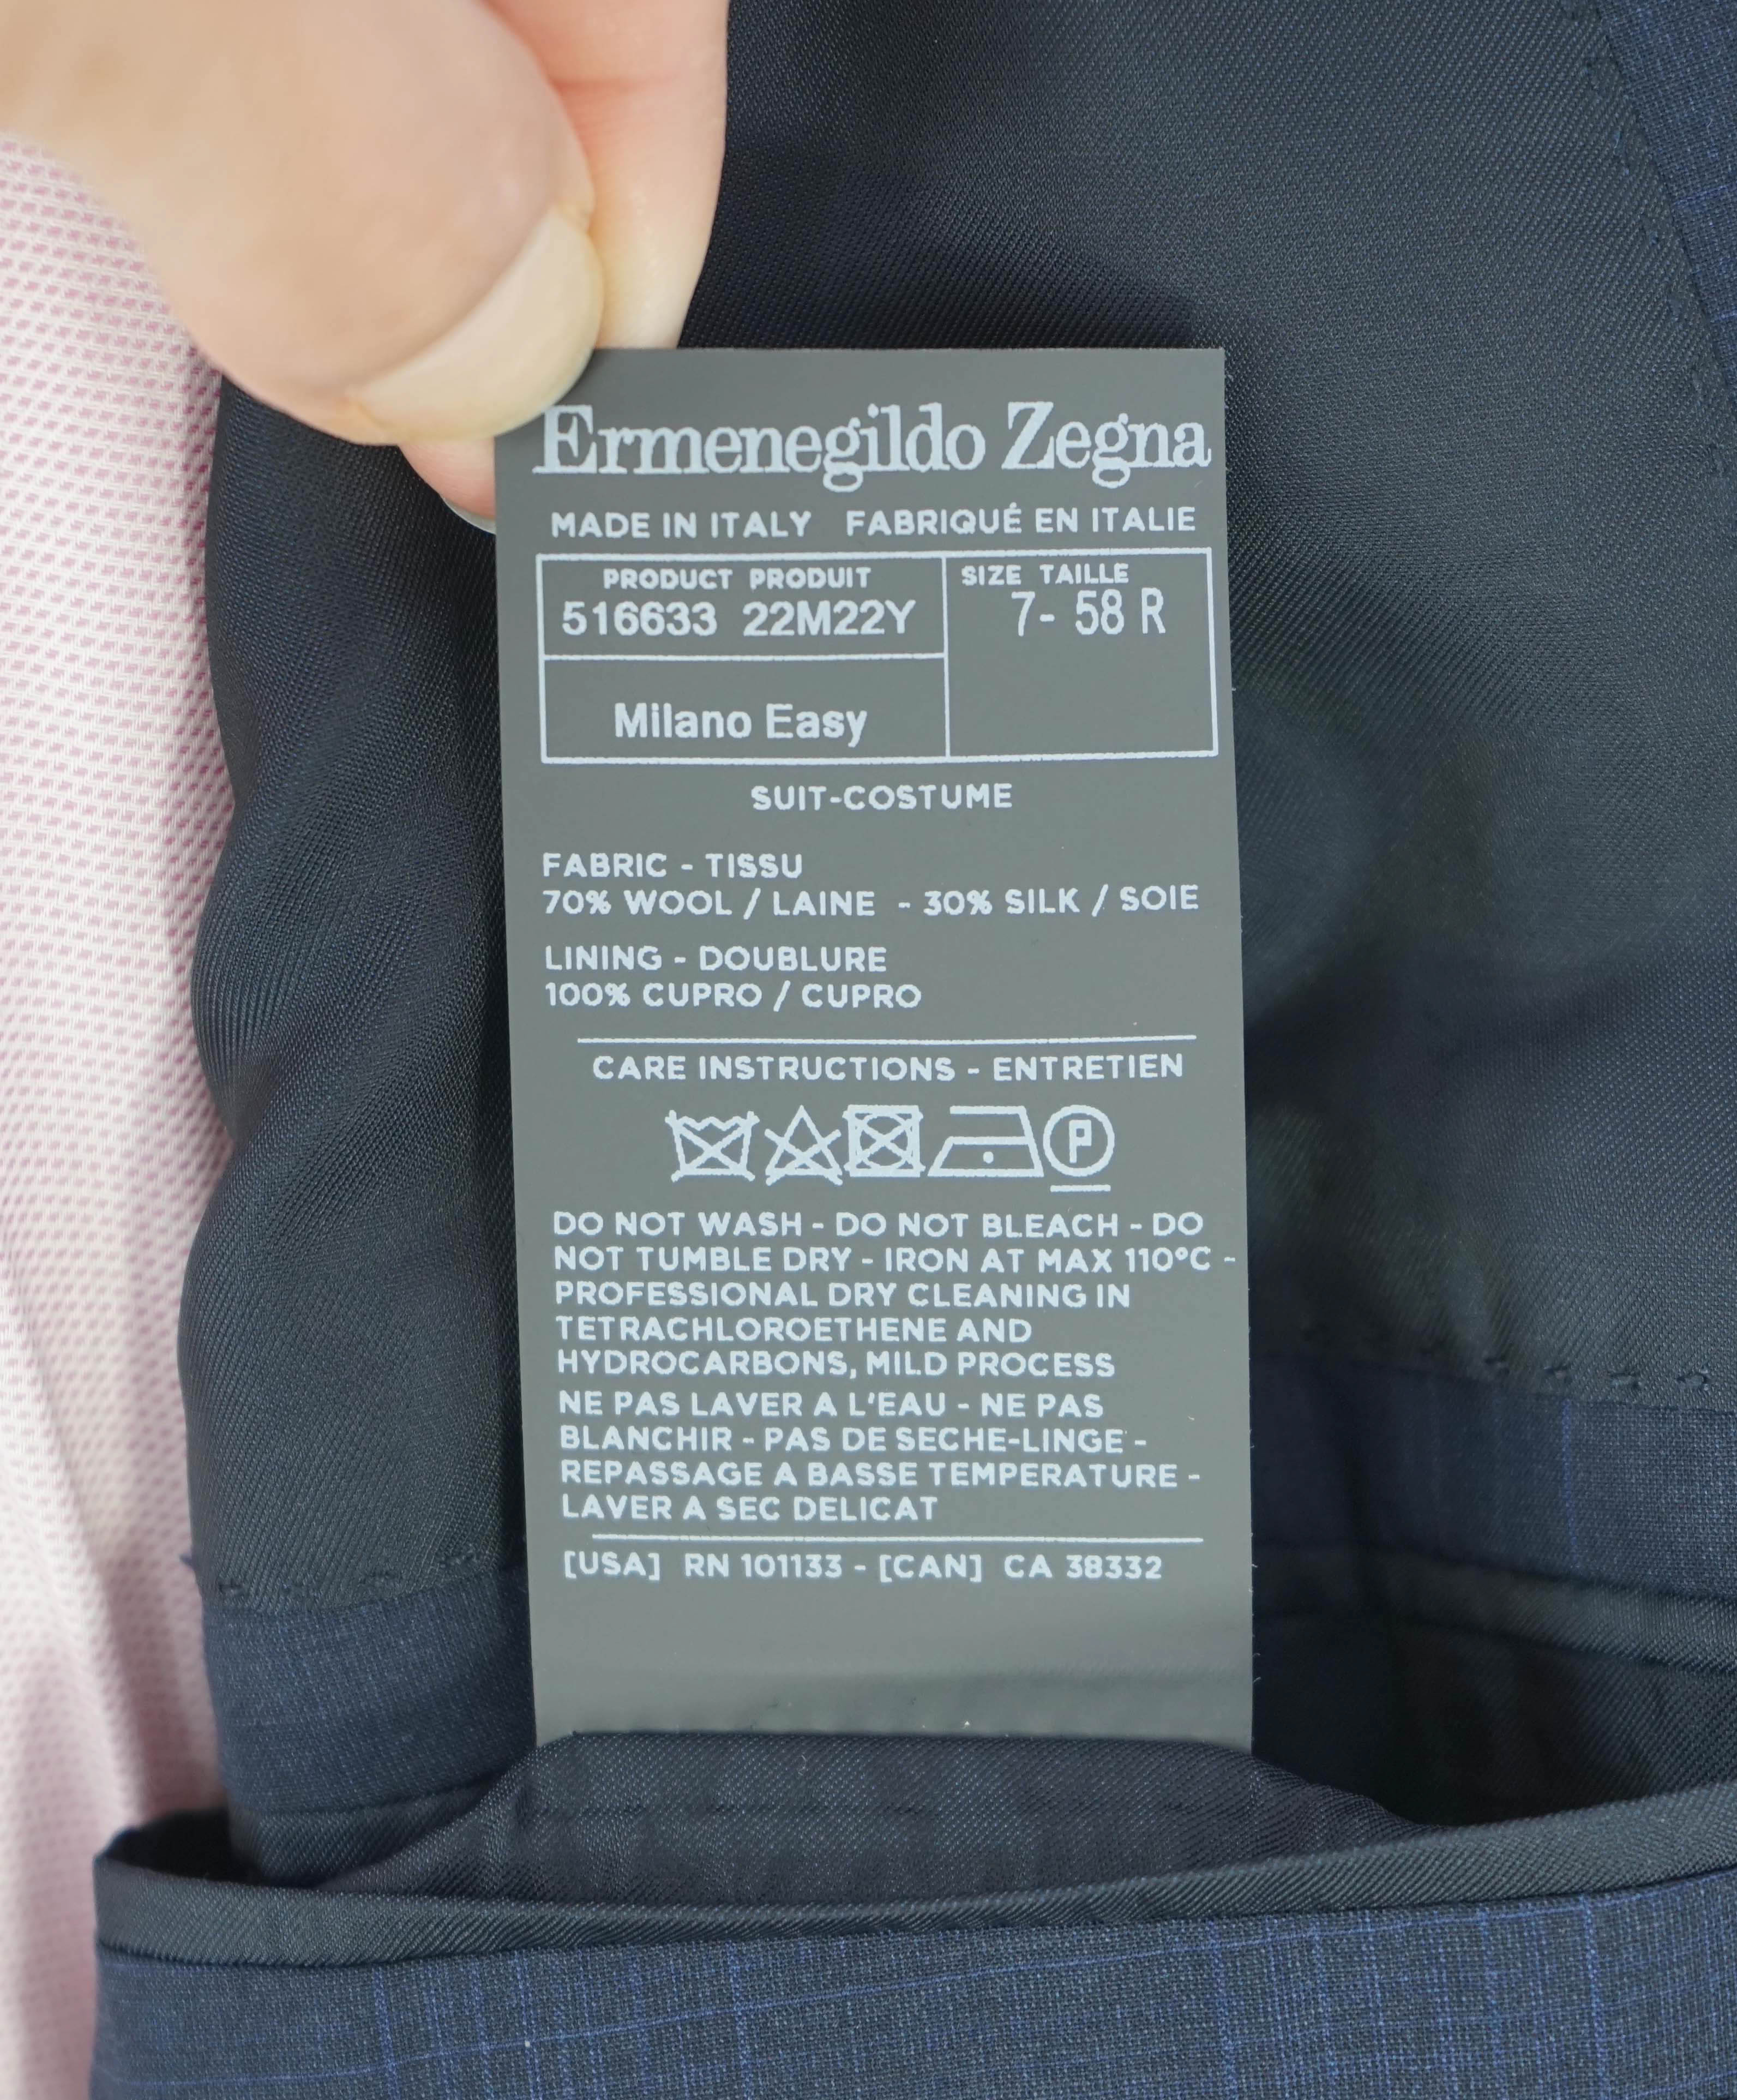 Ermenegildo Zegna
MADE IN ITALY FABRIQUÉ EN ITALIE
PRODUCT PRODUIT
516633 22M22Y
SIZE TAILLE
7- 58 R
Milano Easy
SUIT-COSTUME
FABRIC - TISSU
70% WOOL / LAINE - 30% SILK / SOIE
LINING - DOUBLURE
100% CUPRO / CUPRO
CARE INSTRUCTIONS - ENTRETIEN
P
DO NOT WASH - DO NOT BLEACH - DO
NOT TUMBLE DRY - IRON AT MAX 110°C -
PROFESSIONAL DRY CLEANING IN
TETRACHLOROETHENE AND
HYDROCARBONS, MILD PROCESS
NE PAS LAVER A L'EAU - NE PAS
BLANCHIR - PAS DE SECHE-LINGE -
REPASSAGE A BASSE TEMPERATURE -
LAVER A SEC DELICAT
[USA] RN 101133 - [CAN] CA 38332